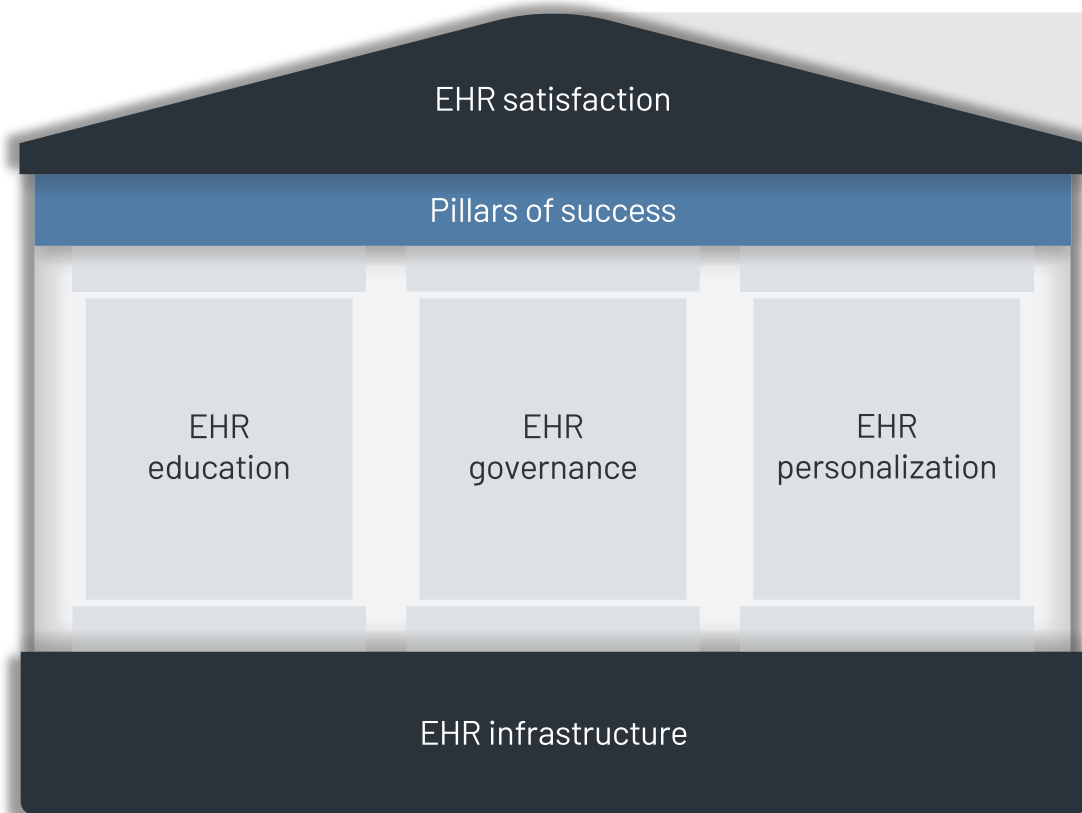 EHR satisfaction
Pillars of success
EHR
education
EHR
governance
EHR
personalization
EHR infrastructure